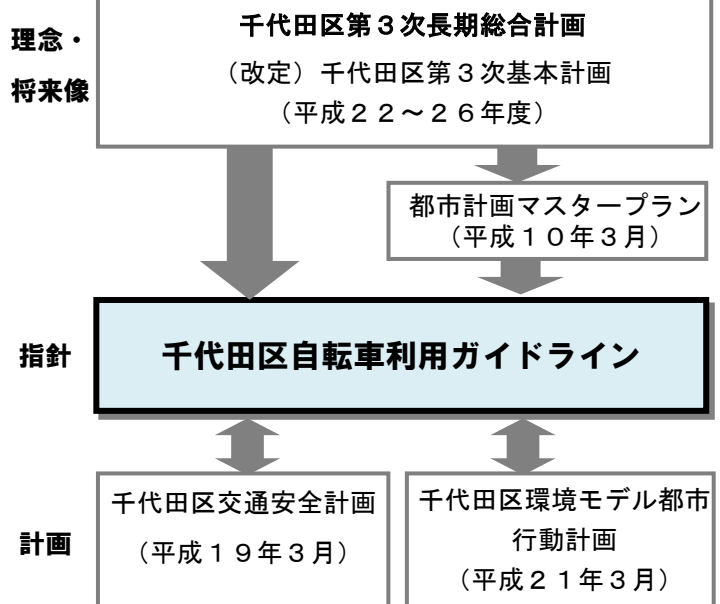 理念・
将来像
千代田区第３次長期総合計画
（改定）千代田区第３次基本計画
（平成２２～２６年度）
都市計画マスタープラン
（平成１０年３月）
指針
千代田区自転車利用ガイドライン
計画
千代田区交通安全計画
（平成１９年３月）
千代田区環境モデル都市
行動計画
（平成２１年３月）